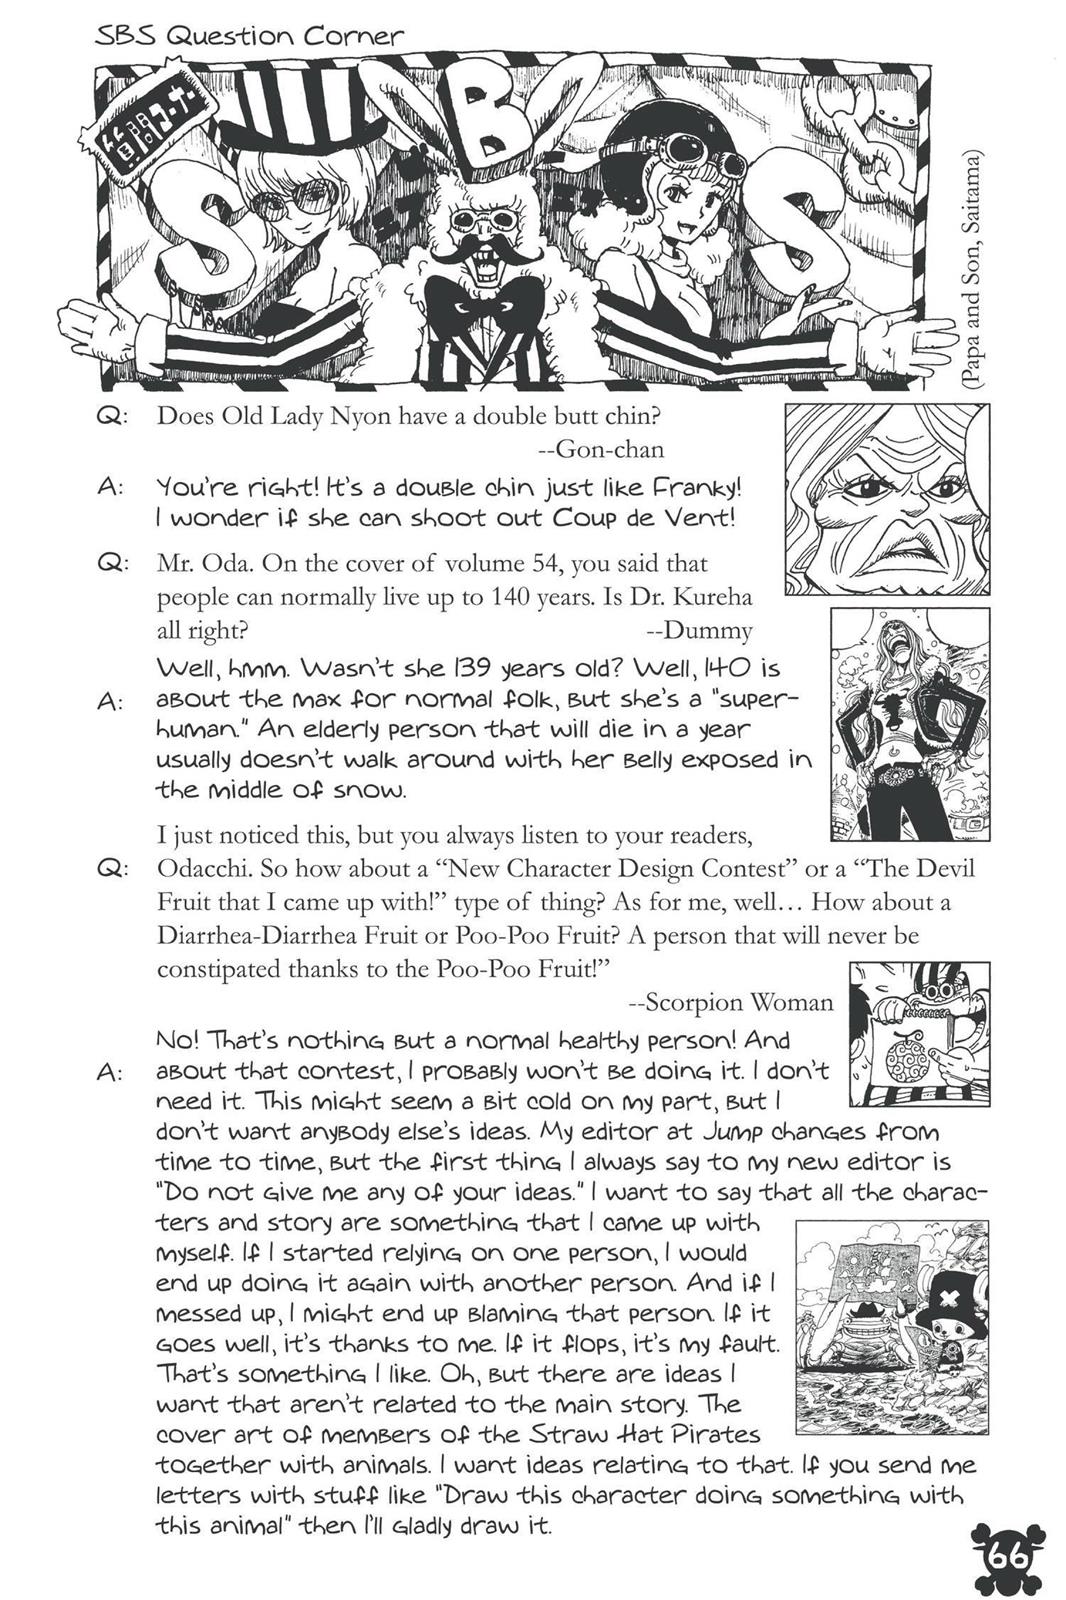 SBS Question Corner
質問コーナー
S B S
(Papa and Son, Saitama)
Q: Does Old Lady Nyon have a double butt chin?
--Gon-chan
A: You're right! It's a double chin just like Franky!
I wonder if she can shoot out Coup de Vent!
Q: Mr. Oda. On the cover of volume 54, you said that
people can normally live up to 140 years. Is Dr. Kureha
all right? --Dummy
Well, hmm. Wasn't she 139 years old? Well, 140 is
A: about the max for normal folk, but she's a "super-
human." An elderly person that will die in a year
usually doesn't walk around with her belly exposed in
the middle of snow.
I just noticed this, but you always listen to your readers,
Q: Odacchi. So how about a “New Character Design Contest” or a “The Devil
Fruit that I came up with!” type of thing? As for me, well… How about a
Diarrhea-Diarrhea Fruit or Poo-Poo Fruit? A person that will never be
constipated thanks to the Poo-Poo Fruit!”
--Scorpion Woman
No! That's nothing but a normal healthy person! And
A: about that contest, I probably won't be doing it. I don't
need it. This might seem a bit cold on my part, but I
don't want anybody else's ideas. My editor at Jump changes from
time to time, but the first thing I always say to my new editor is
"Do not give me any of your ideas." I want to say that all the charac-
ters and story are something that I came up with
myself. If I started relying on one person, I would
end up doing it again with another person. And if I
messed up, I might end up blaming that person. If it
goes well, it's thanks to me. If it flops, it's my fault.
That's something I like. Oh, but there are ideas I
want that aren't related to the main story. The
cover art of members of the Straw Hat Pirates
together with animals. I want ideas relating to that. If you send me
letters with stuff like "Draw this character doing something with
this animal" then I'll gladly draw it.
66